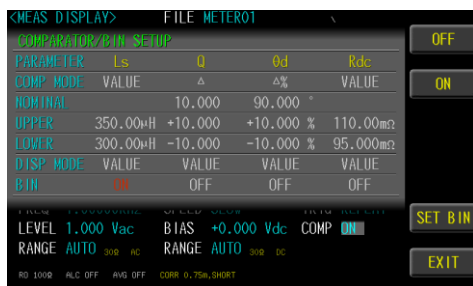 <MEAS DISPLAY> FILE METER01
COMPARATOR/BIN SETUP
PARAMETER Ls Q θd Rdc
COMP MODE VALUE Δ Δ% VALUE
NOMINAL 10.000 90.000 °
UPPER 350.00μH +10.000 +10.000 % 110.00mΩ
LOWER 300.00μH -10.000 -10.000 % 95.000mΩ
DISP MODE VALUE VALUE VALUE VALUE
BIN ON OFF OFF OFF
LEVEL 1.000 Vac BIAS +0.000 Vdc COMP ON
RANGE AUTO 30Ω AC RANGE AUTO 30Ω DC
RO 100Ω ALC OFF AVG OFF CORR 0.75m,SHORT
OFF
ON
SET BIN
EXIT